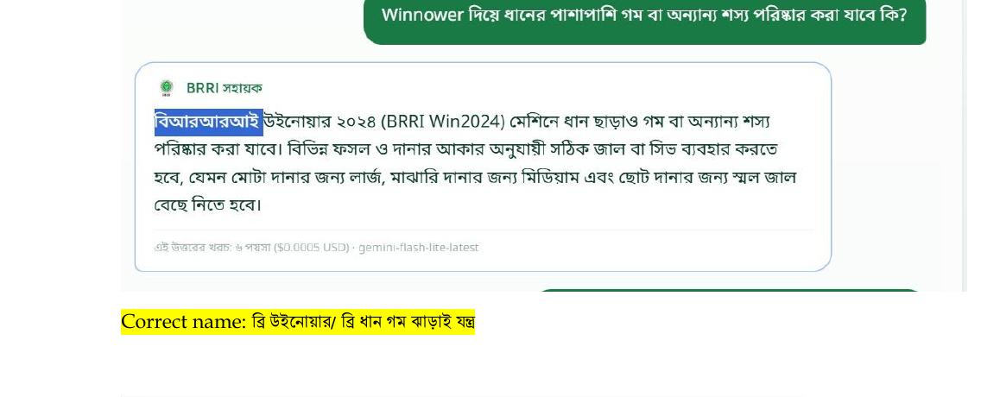 Winnower দিয়ে ধানের পাশাপাশি গম বা অন্যান্য শস্য পরিষ্কার করা যাবে কি?
BRRI সহায়ক
বিআরআরআই উইনোয়ার ২০২৪ (BRRI Win2024) মেশিনে ধান ছাড়াও গম বা অন্যান্য শস্য
পরিষ্কার করা যাবে। বিভিন্ন ফসল ও দানার আকার অনুযায়ী সঠিক জাল বা সিভ ব্যবহার করতে
হবে, যেমন মোটা দানার জন্য লার্জ, মাঝারি দানার জন্য মিডিয়াম এবং ছোট দানার জন্য স্মল জাল
বেছে নিতে হবে।
এই উত্তরের খরচ: ৬ পয়সা ($0.0005 USD) · gemini-flash-lite-latest
Correct name: ব্রি উইনোয়ার/ ব্রি ধান গম ঝাড়াই যন্ত্র